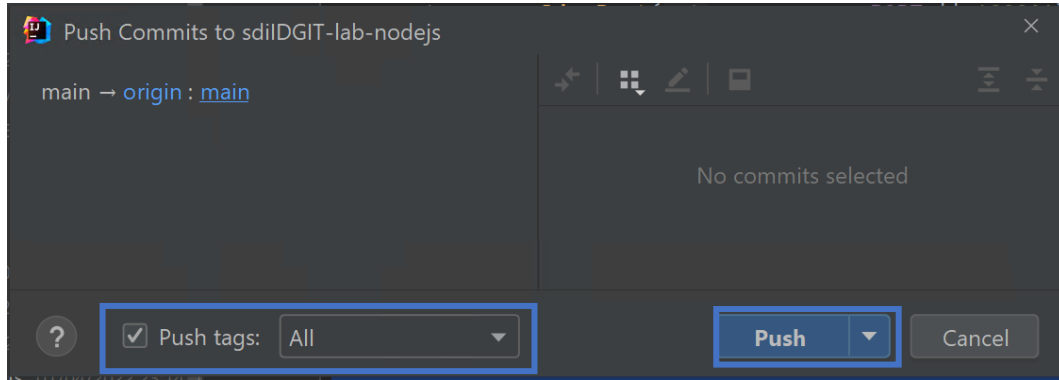 Push Commits to sdiIDGIT-lab-nodejs
main → origin : main
No commits selected
? Push tags: All Push Cancel